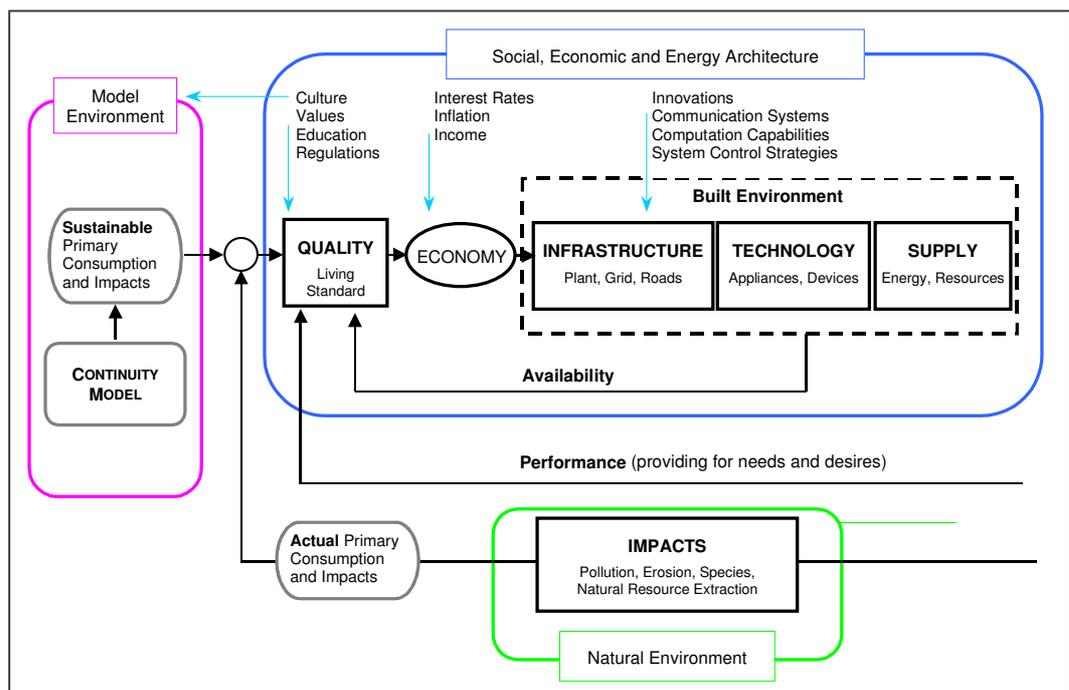 Social, Economic and Energy Architecture
Model
Environment
Culture
Values
Education
Regulations
Interest Rates
Inflation
Income
Innovations
Communication Systems
Computation Capabilities
System Control Strategies
Built Environment
Sustainable
Primary
Consumption
and Impacts
QUALITY
Living
Standard
ECONOMY
INFRASTRUCTURE
Plant, Grid, Roads
TECHNOLOGY
Appliances, Devices
SUPPLY
Energy, Resources
CONTINUITY
MODEL
Availability
Performance (providing for needs and desires)
Actual Primary
Consumption
and Impacts
IMPACTS
Pollution, Erosion, Species,
Natural Resource Extraction
Natural Environment